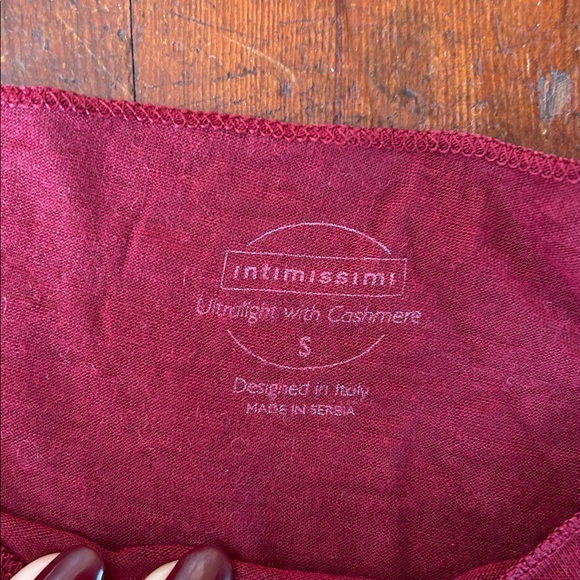 intimissimi
Ultralight with Cashmere
S
Designed in Italy
MADE IN SERBIA